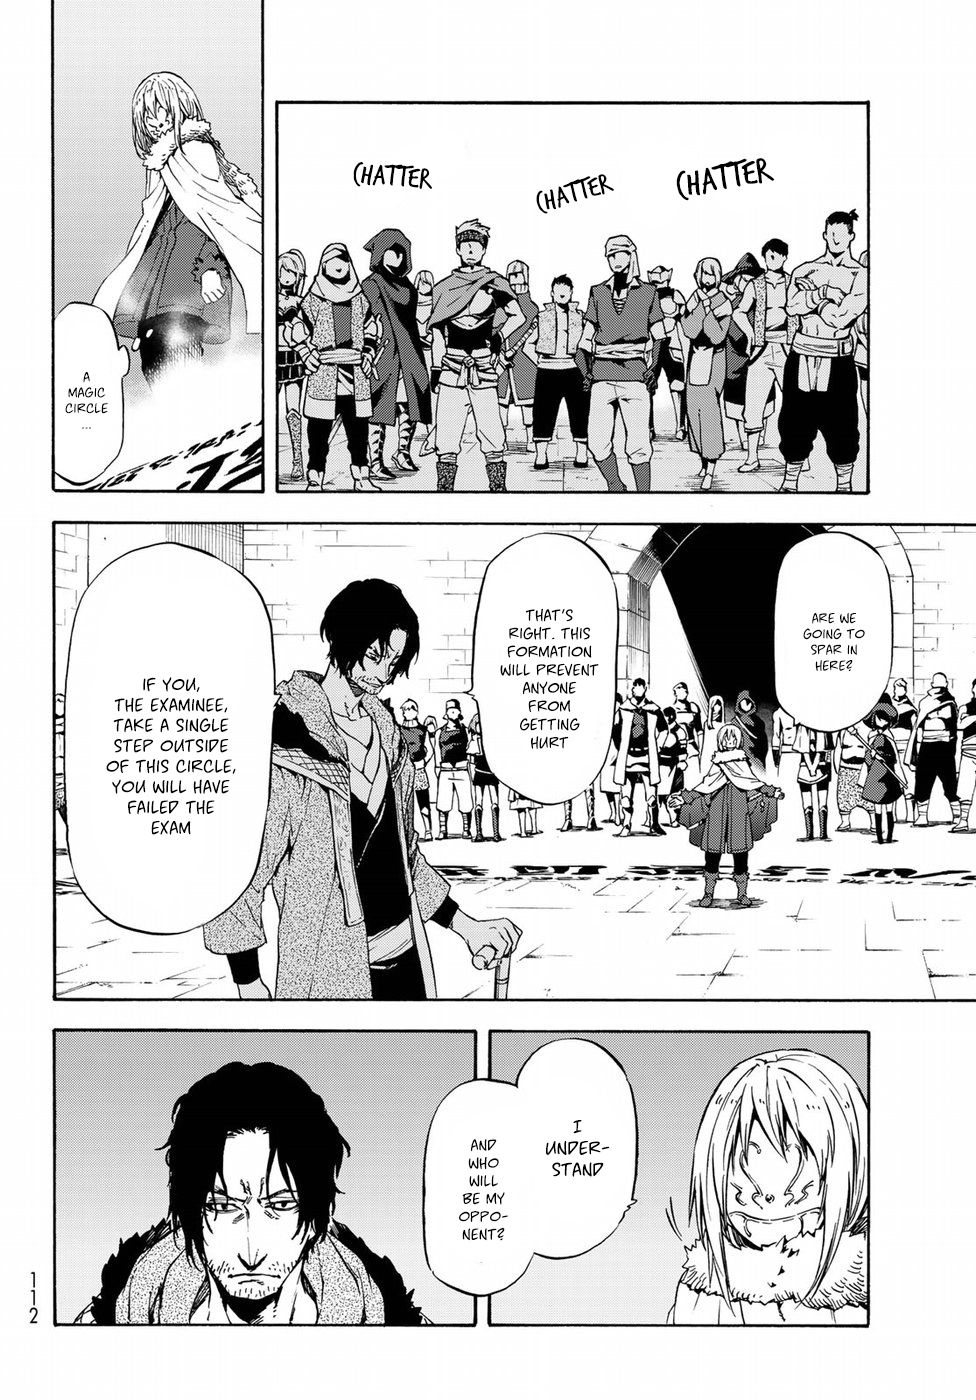 CHATTER
CHATTER
CHATTER
A
MAGIC
CIRCLE
...
ARE WE
GOING TO
SPAR IN
HERE?
THAT'S
RIGHT. THIS
FORMATION
WILL PREVENT
ANYONE
FROM
GETTING
HURT
IF YOU,
THE EXAMINEE,
TAKE A SINGLE
STEP OUTSIDE
OF THIS CIRCLE,
YOU WILL HAVE
FAILED THE
EXAM
I
UNDER-
STAND
AND
WHO
WILL
BE MY
OPPO-
NENT?
112